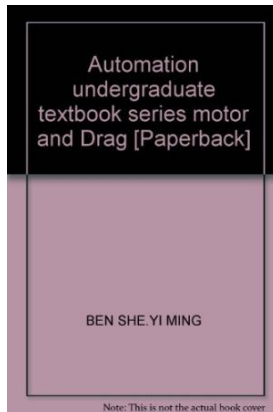 Automation
undergraduate
textbook series motor
and Drag [Paperback]
BEN SHE.YI MING
Note: This is not the actual book cover